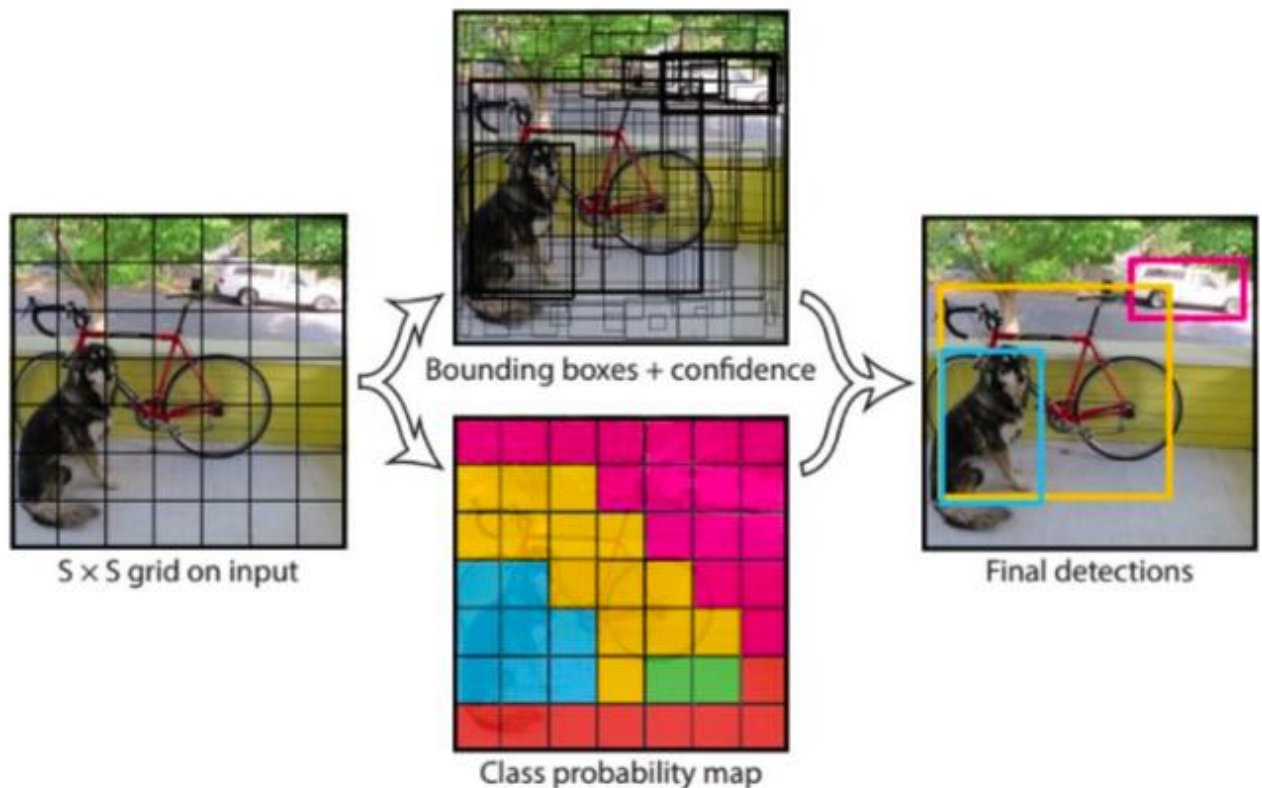 S × S grid on input
Bounding boxes + confidence
Class probability map
Final detections